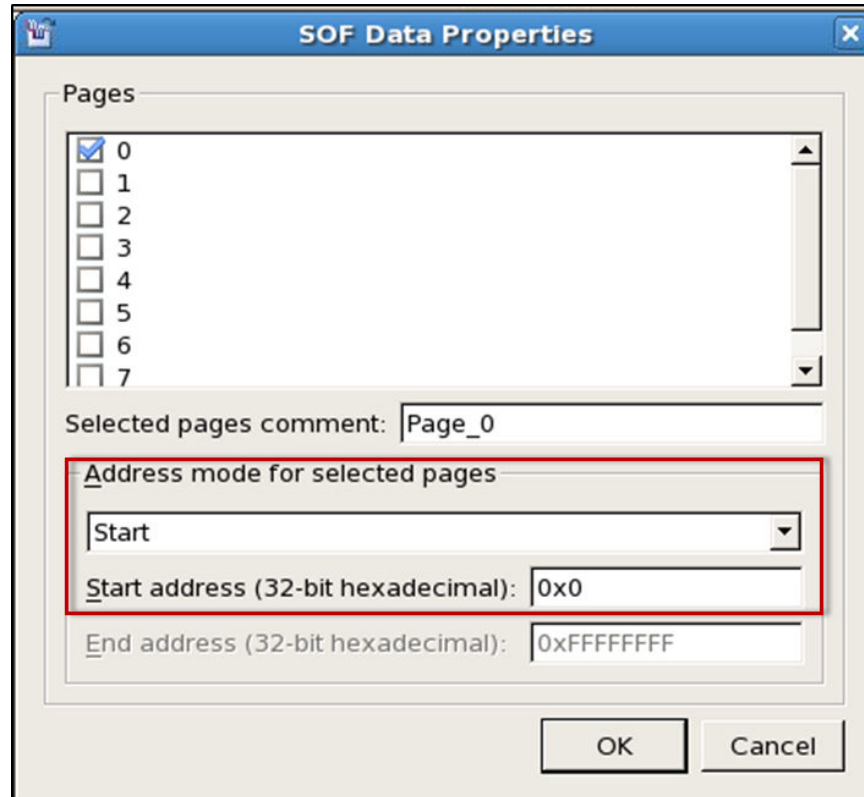 SOF Data Properties
Pages
0
1
2
3
4
5
6
7
Selected pages comment: Page_0
Address mode for selected pages
Start
Start address (32-bit hexadecimal): 0x0
End address (32-bit hexadecimal): 0xFFFFFFFF
OK Cancel